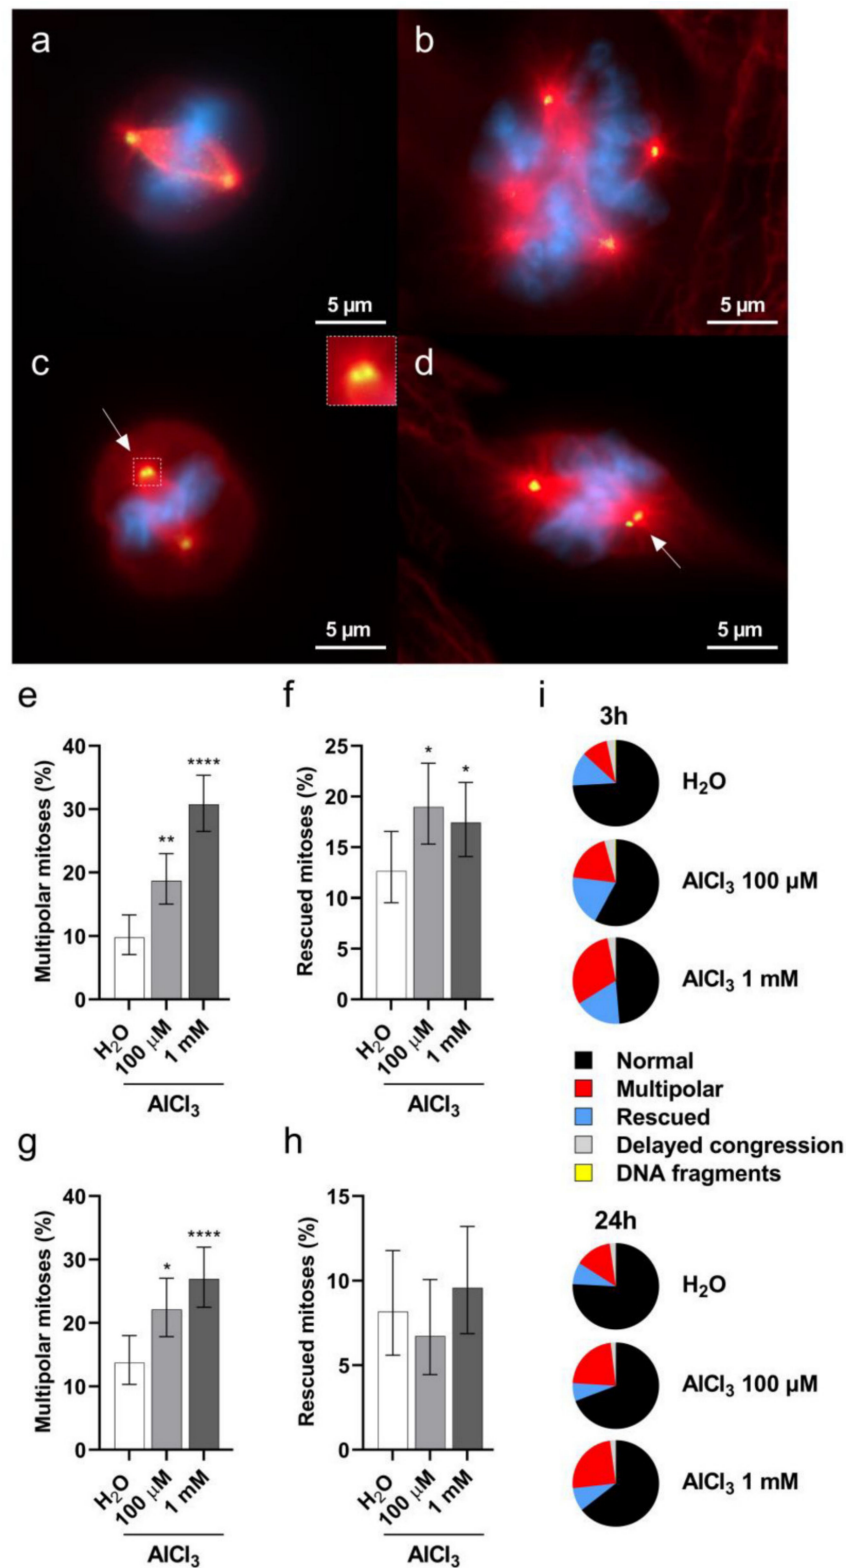 a
b
5 µm
5 µm
c
d
5 µm
5 µm
e
Multipolar mitoses (%)
40
30
20
10
0
**
****
H₂O
100 µM
1 mM
AlCl₃
f
Rescued mitoses (%)
25
20
15
10
5
0
*
*
H₂O
100 µM
1 mM
AlCl₃
i
3h
H₂O
AlCl₃ 100 µM
AlCl₃ 1 mM
Normal
Multipolar
Rescued
Delayed congression
DNA fragments
24h
H₂O
AlCl₃ 100 µM
AlCl₃ 1 mM
g
Multipolar mitoses (%)
40
30
20
10
0
*
****
H₂O
100 µM
1 mM
AlCl₃
h
Rescued mitoses (%)
15
10
5
0
H₂O
100 µM
1 mM
AlCl₃